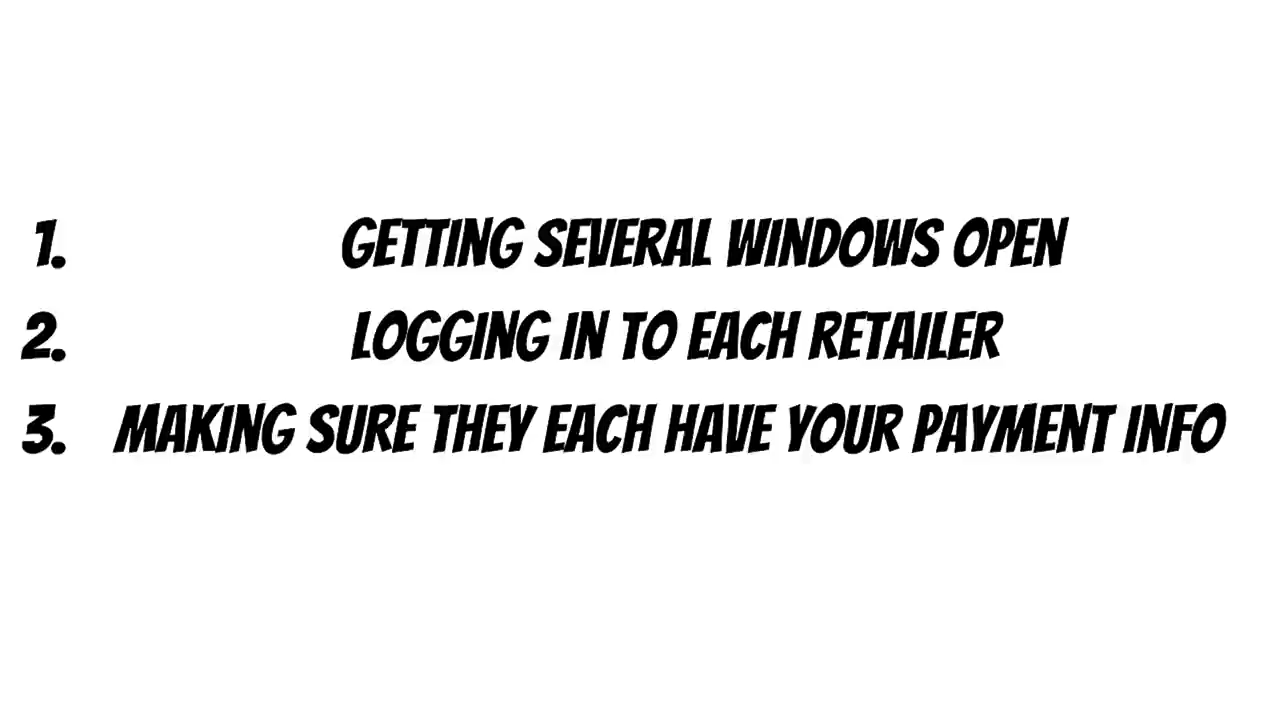 1. GETTING SEVERAL WINDOWS OPEN
2. LOGGING IN TO EACH RETAILER
3. MAKING SURE THEY EACH HAVE YOUR PAYMENT INFO